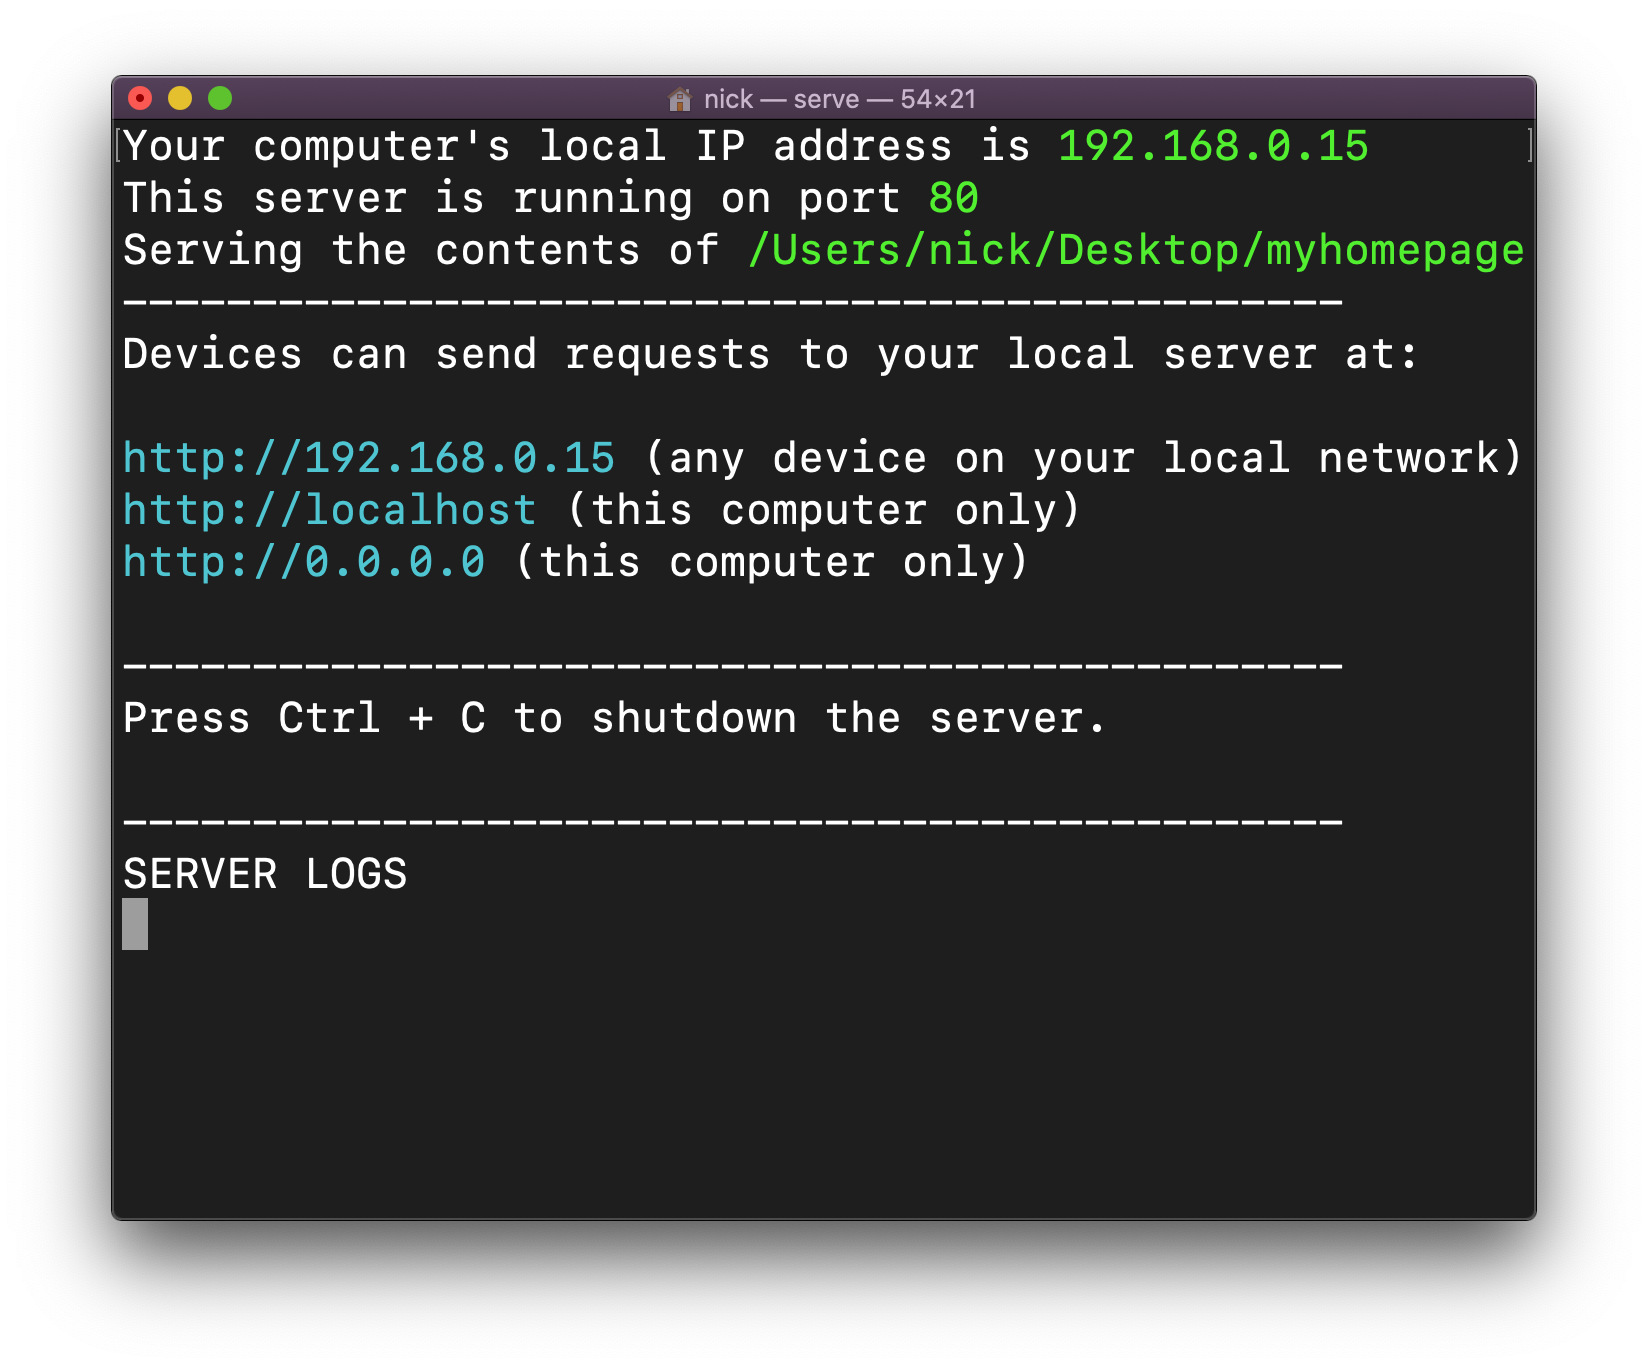 nick — serve — 54×21
Your computer's local IP address is 192.168.0.15
This server is running on port 80
Serving the contents of /Users/nick/Desktop/myhomepage
-----------------------------------------------
Devices can send requests to your local server at:
http://192.168.0.15 (any device on your local network)
http://localhost (this computer only)
http://0.0.0.0 (this computer only)
-----------------------------------------------
Press Ctrl + C to shutdown the server.
-----------------------------------------------
SERVER LOGS